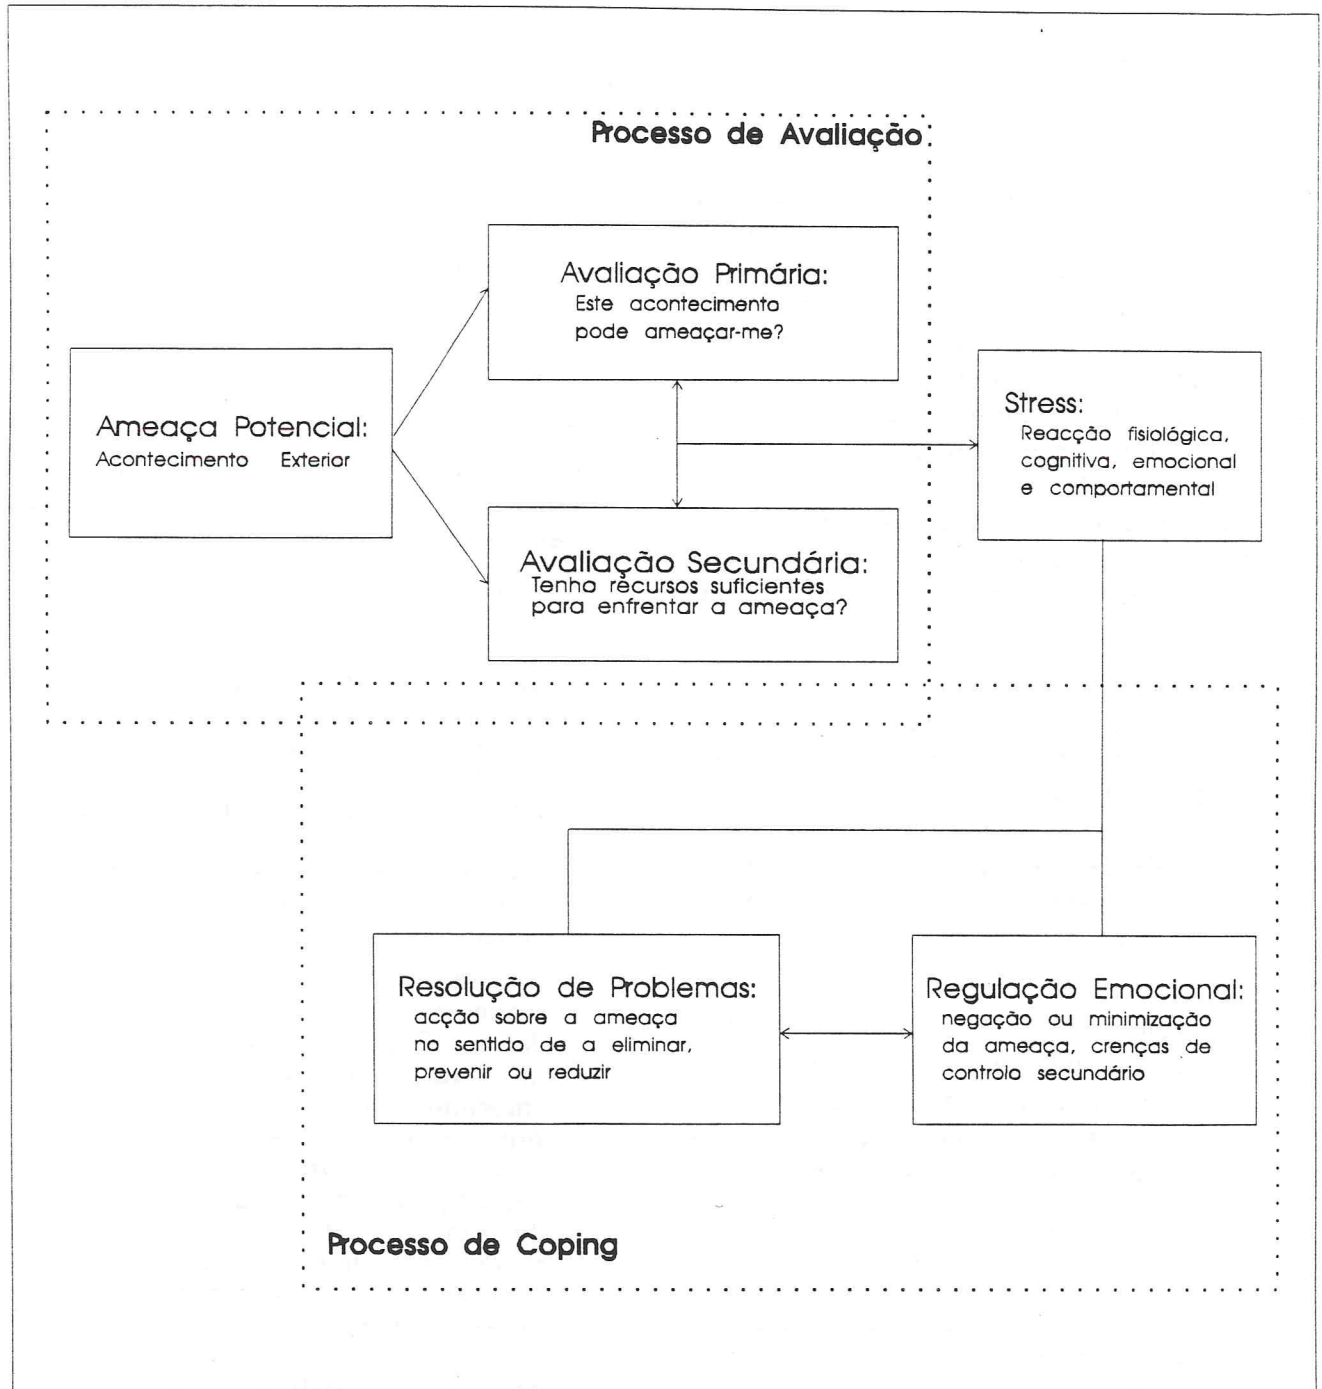 Processo de Avaliação
Avaliação Primária:
Este acontecimento
pode ameaçar-me?
Ameaça Potencial:
Acontecimento Exterior
Stress:
Reacção fisiológica,
cognitiva, emocional
e comportamental
Avaliação Secundária:
Tenho recursos suficientes
para enfrentar a ameaça?
Resolução de Problemas:
acção sobre a ameaça
no sentido de a eliminar,
prevenir ou reduzir
Regulação Emocional:
negação ou minimização
da ameaça, crenças de
controlo secundário
Processo de Coping